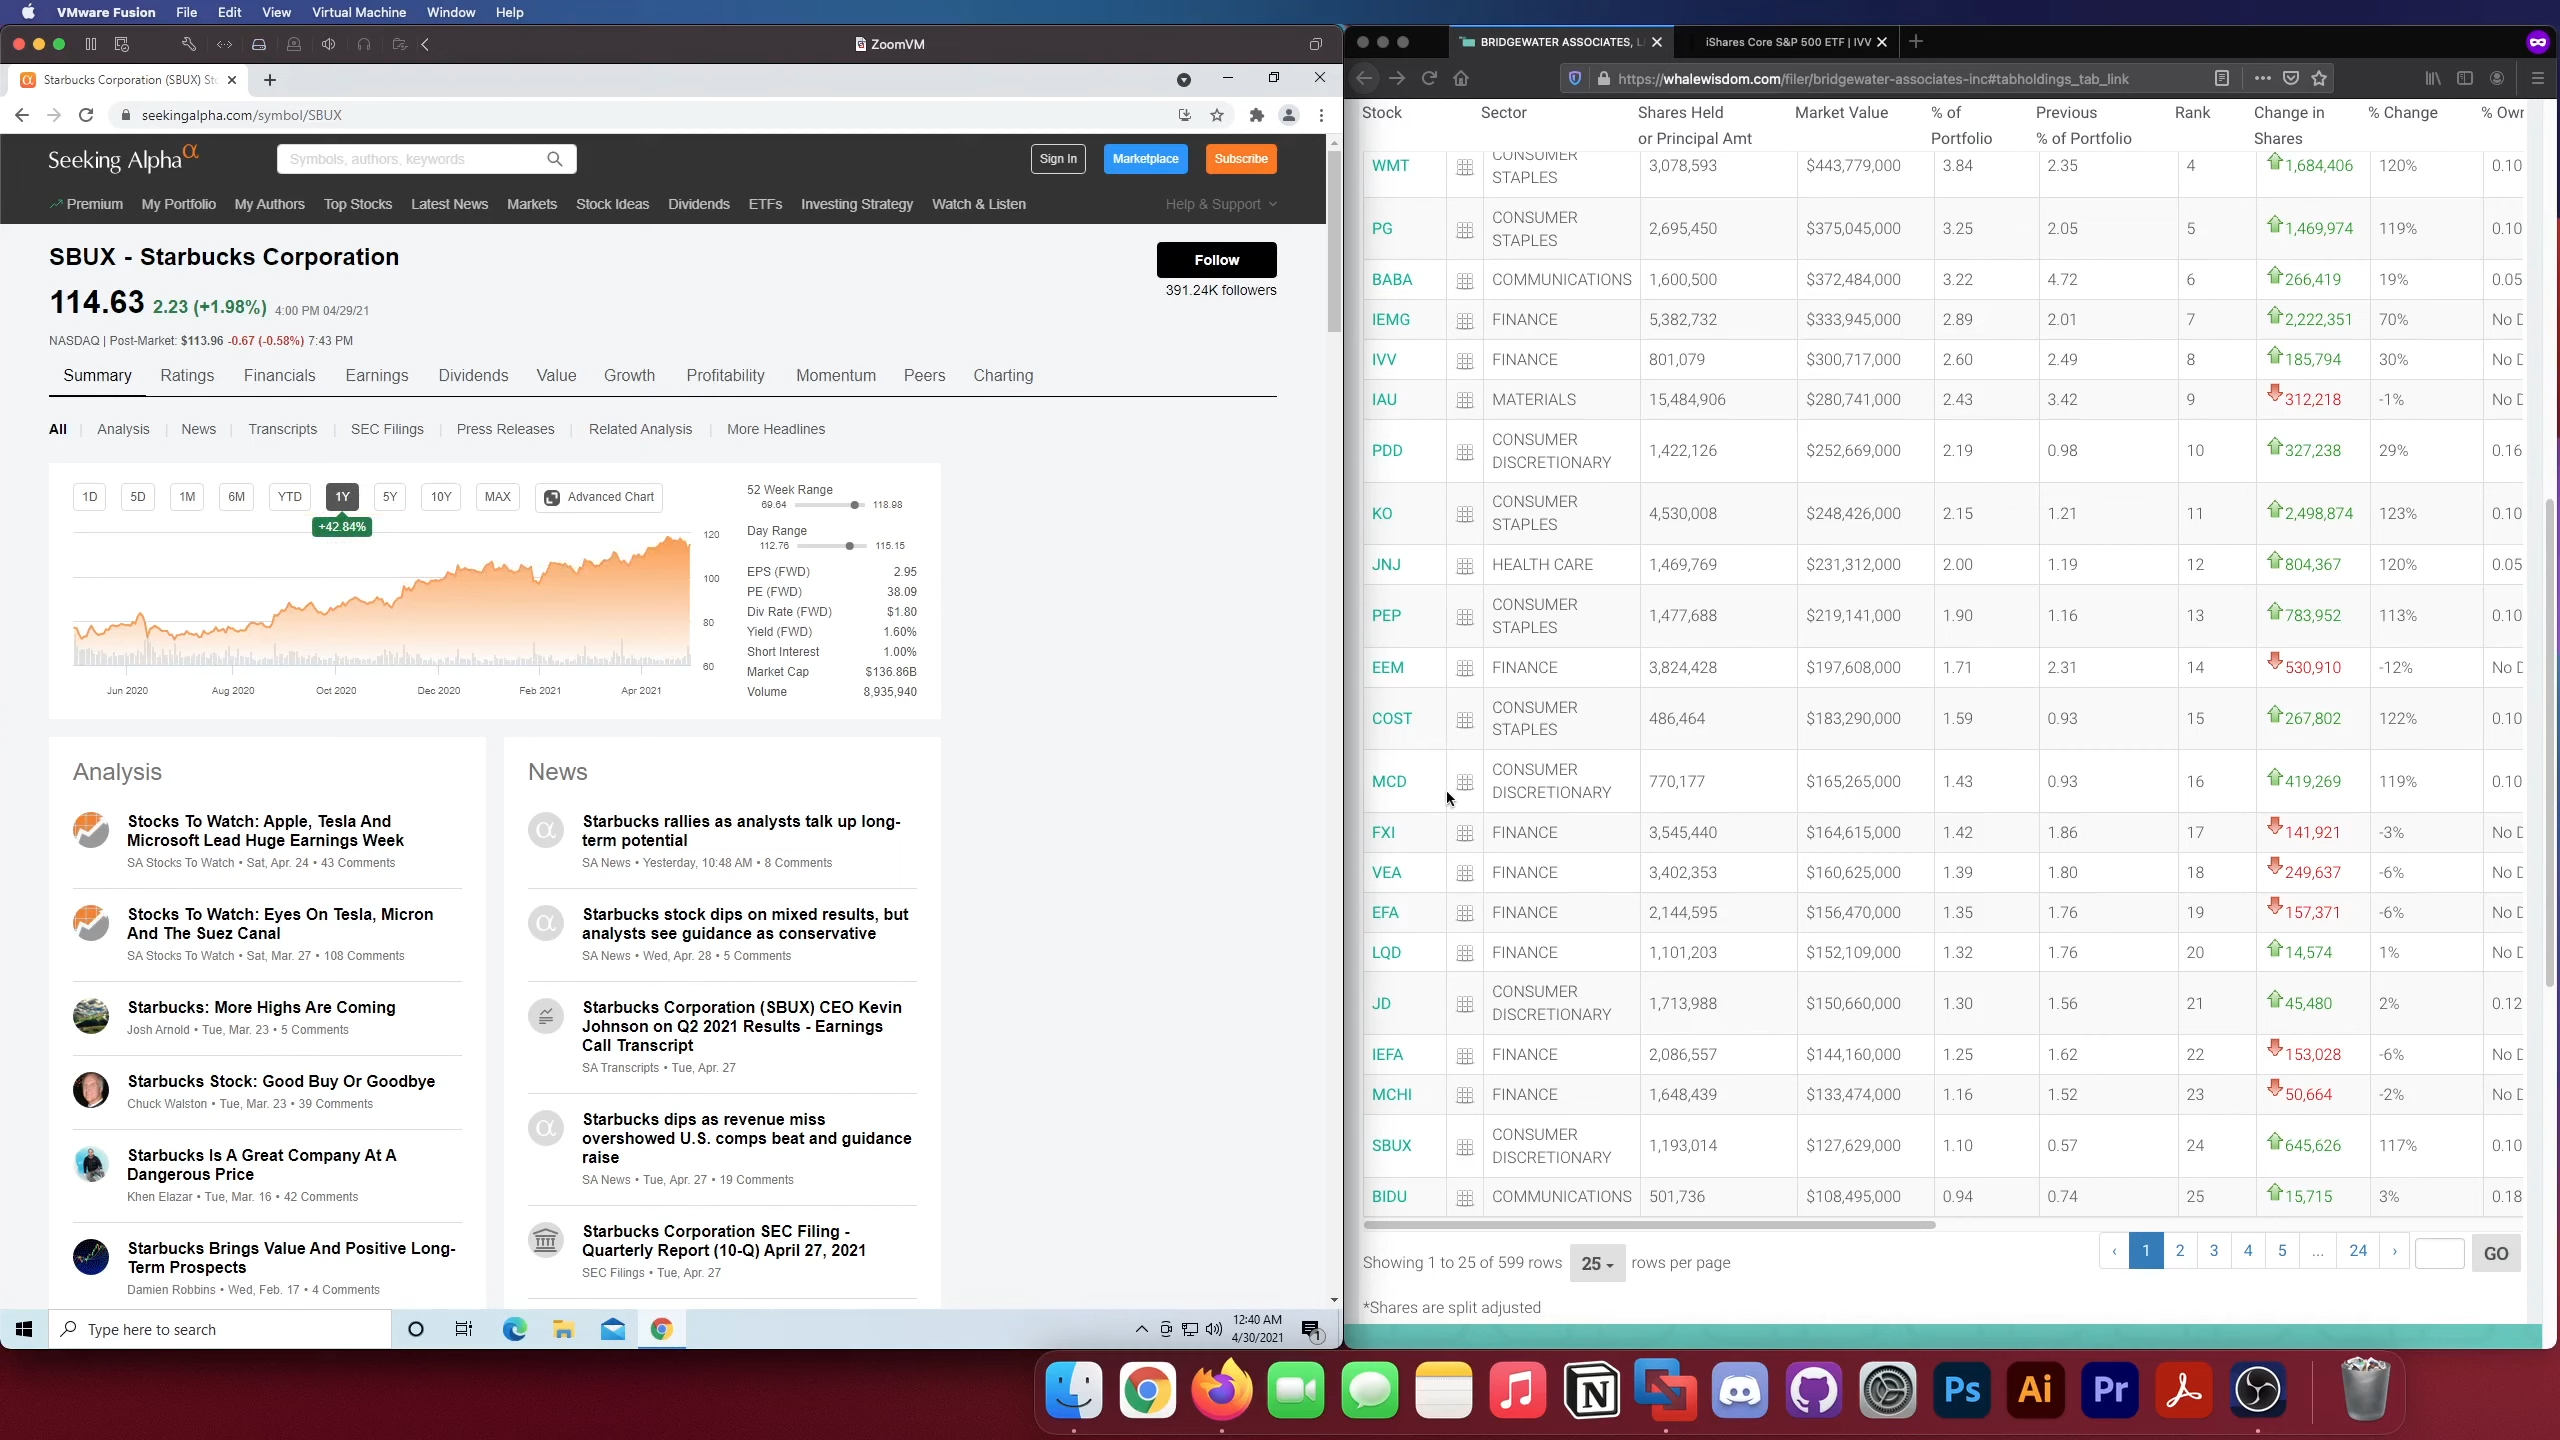 VMware Fusion File Edit View Virtual Machine Window Help
ZoomVM
Starbucks Corporation (SBUX) Sto
seekingalpha.com/symbol/SBUX
Seeking Alpha α
Symbols, authors, keywords
Sign In Marketplace Subscribe
Premium My Portfolio My Authors Top Stocks Latest News Markets Stock Ideas Dividends ETFs Investing Strategy Watch & Listen Help & Support
SBUX - Starbucks Corporation
Follow
114.63 2.23 (+1.98%) 4:00 PM 04/29/21
391.24K followers
NASDAQ | Post-Market: $113.96 -0.67 (-0.58%) 7:43 PM
Summary Ratings Financials Earnings Dividends Value Growth Profitability Momentum Peers Charting
All Analysis News Transcripts SEC Filings Press Releases Related Analysis More Headlines
1D 5D 1M 6M YTD 1Y 5Y 10Y MAX Advanced Chart
+42.84%
120
100
80
60
Jun 2020 Aug 2020 Oct 2020 Dec 2020 Feb 2021 Apr 2021
52 Week Range
69.64 118.98
Day Range
112.76 115.15
EPS (FWD) 2.95
PE (FWD) 38.09
Div Rate (FWD) $1.80
Yield (FWD) 1.60%
Short Interest 1.00%
Market Cap $136.86B
Volume 8,935,940
Analysis
Stocks To Watch: Apple, Tesla And
Microsoft Lead Huge Earnings Week
SA Stocks To Watch • Sat, Apr. 24 • 43 Comments
Stocks To Watch: Eyes On Tesla, Micron
And The Suez Canal
SA Stocks To Watch • Sat, Mar. 27 • 108 Comments
Starbucks: More Highs Are Coming
Josh Arnold • Tue, Mar. 23 • 5 Comments
Starbucks Stock: Good Buy Or Goodbye
Chuck Walston • Tue, Mar. 23 • 39 Comments
Starbucks Is A Great Company At A
Dangerous Price
Khen Elazar • Tue, Mar. 16 • 42 Comments
Starbucks Brings Value And Positive Long-
Term Prospects
Damien Robbins • Wed, Feb. 17 • 4 Comments
News
Starbucks rallies as analysts talk up long-
term potential
SA News • Yesterday, 10:48 AM • 8 Comments
Starbucks stock dips on mixed results, but
analysts see guidance as conservative
SA News • Wed, Apr. 28 • 5 Comments
Starbucks Corporation (SBUX) CEO Kevin
Johnson on Q2 2021 Results - Earnings
Call Transcript
SA Transcripts • Tue, Apr. 27
Starbucks dips as revenue miss
overshowed U.S. comps beat and guidance
raise
SA News • Tue, Apr. 27 • 19 Comments
Starbucks Corporation SEC Filing -
Quarterly Report (10-Q) April 27, 2021
SEC Filings • Tue, Apr. 27
Type here to search
12:40 AM
4/30/2021
1
BRIDGEWATER ASSOCIATES, L iShares Core S&P 500 ETF | IVV
https://whalewisdom.com/filer/bridgewater-associates-inc#tabholdings_tab_link
Stock Sector Shares Held Market Value % of Previous Rank Change in % Change % Own
or Principal Amt Portfolio % of Portfolio Shares
WMT CONSUMER STAPLES 3,078,593 $443,779,000 3.84 2.35 4 1,684,406 120% 0.10
PG CONSUMER STAPLES 2,695,450 $375,045,000 3.25 2.05 5 1,469,974 119% 0.10
BABA COMMUNICATIONS 1,600,500 $372,484,000 3.22 4.72 6 266,419 19% 0.05
IEMG FINANCE 5,382,732 $333,945,000 2.89 2.01 7 2,222,351 70% No D
IVV FINANCE 801,079 $300,717,000 2.60 2.49 8 185,794 30% No D
IAU MATERIALS 15,484,906 $280,741,000 2.43 3.42 9 312,218 -1% No D
PDD CONSUMER DISCRETIONARY 1,422,126 $252,669,000 2.19 0.98 10 327,238 29% 0.16
KO CONSUMER STAPLES 4,530,008 $248,426,000 2.15 1.21 11 2,498,874 123% 0.10
JNJ HEALTH CARE 1,469,769 $231,312,000 2.00 1.19 12 804,367 120% 0.05
PEP CONSUMER STAPLES 1,477,688 $219,141,000 1.90 1.16 13 783,952 113% 0.10
EEM FINANCE 3,824,428 $197,608,000 1.71 2.31 14 530,910 -12% No D
COST CONSUMER STAPLES 486,464 $183,290,000 1.59 0.93 15 267,802 122% 0.10
MCD CONSUMER DISCRETIONARY 770,177 $165,265,000 1.43 0.93 16 419,269 119% 0.10
FXI FINANCE 3,545,440 $164,615,000 1.42 1.86 17 141,921 -3% No D
VEA FINANCE 3,402,353 $160,625,000 1.39 1.80 18 249,637 -6% No D
EFA FINANCE 2,144,595 $156,470,000 1.35 1.76 19 157,371 -6% No D
LQD FINANCE 1,101,203 $152,109,000 1.32 1.76 20 14,574 1% No D
JD CONSUMER DISCRETIONARY 1,713,988 $150,660,000 1.30 1.56 21 45,480 2% 0.12
IEFA FINANCE 2,086,557 $144,160,000 1.25 1.62 22 153,028 -6% No D
MCHI FINANCE 1,648,439 $133,474,000 1.16 1.52 23 50,664 -2% No D
SBUX CONSUMER DISCRETIONARY 1,193,014 $127,629,000 1.10 0.57 24 645,626 117% 0.10
BIDU COMMUNICATIONS 501,736 $108,495,000 0.94 0.74 25 15,715 3% 0.18
Showing 1 to 25 of 599 rows 25 rows per page ‹ 1 2 3 4 5 ... 24 › GO
*Shares are split adjusted
Ps Ai Pr